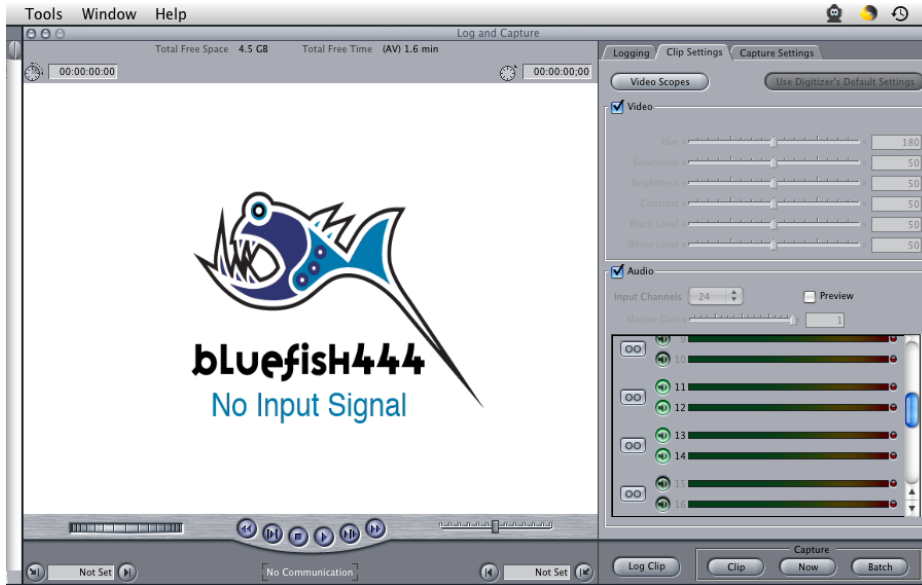 Tools Window Help
Log and Capture
Total Free Space 4.5 GB Total Free Time (AV) 1.6 min
00:00:00:00 00:00:00;00
bluefish444
No Input Signal
Not Set No Communication Not Set
Logging Clip Settings Capture Settings
Video Scopes Use Digitizer's Default Settings
Video
Hue 180
Saturation 50
Brightness 50
Contrast 50
Black Level 50
White Level 50
Audio
Input Channels 24 Preview
Master Gain 1
9
10
11
12
13
14
15
16
Log Clip
Capture
Clip Now Batch